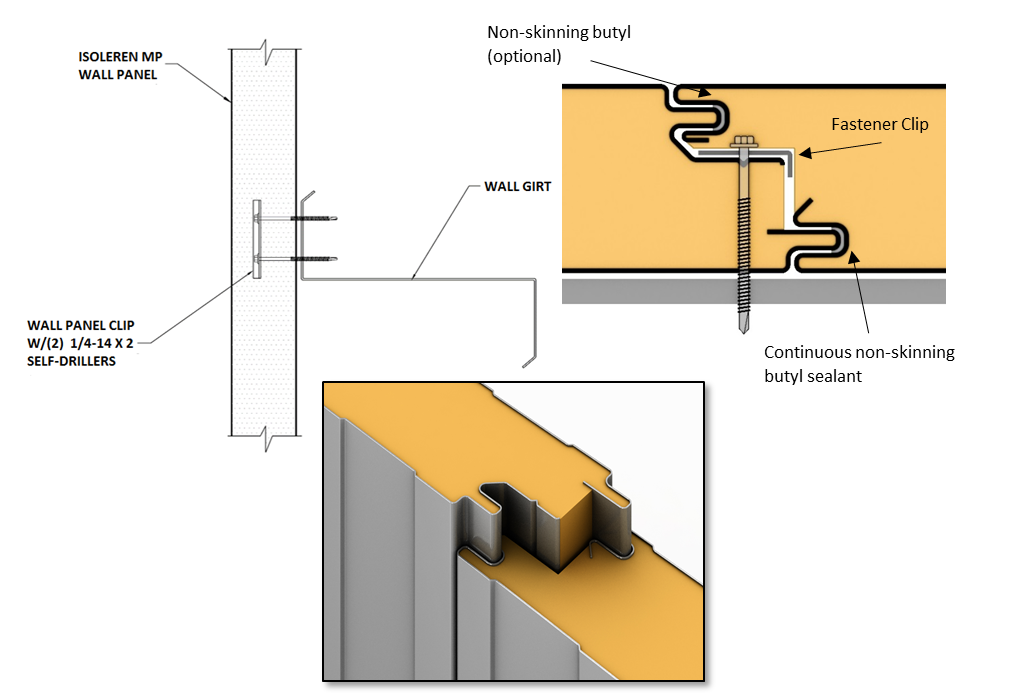 ISOLEREN MP
WALL PANEL
Non-skinning butyl
(optional)
Fastener Clip
WALL GIRT
WALL PANEL CLIP
W/(2) 1/4-14 X 2
SELF-DRILLERS
Continuous non-skinning
butyl sealant